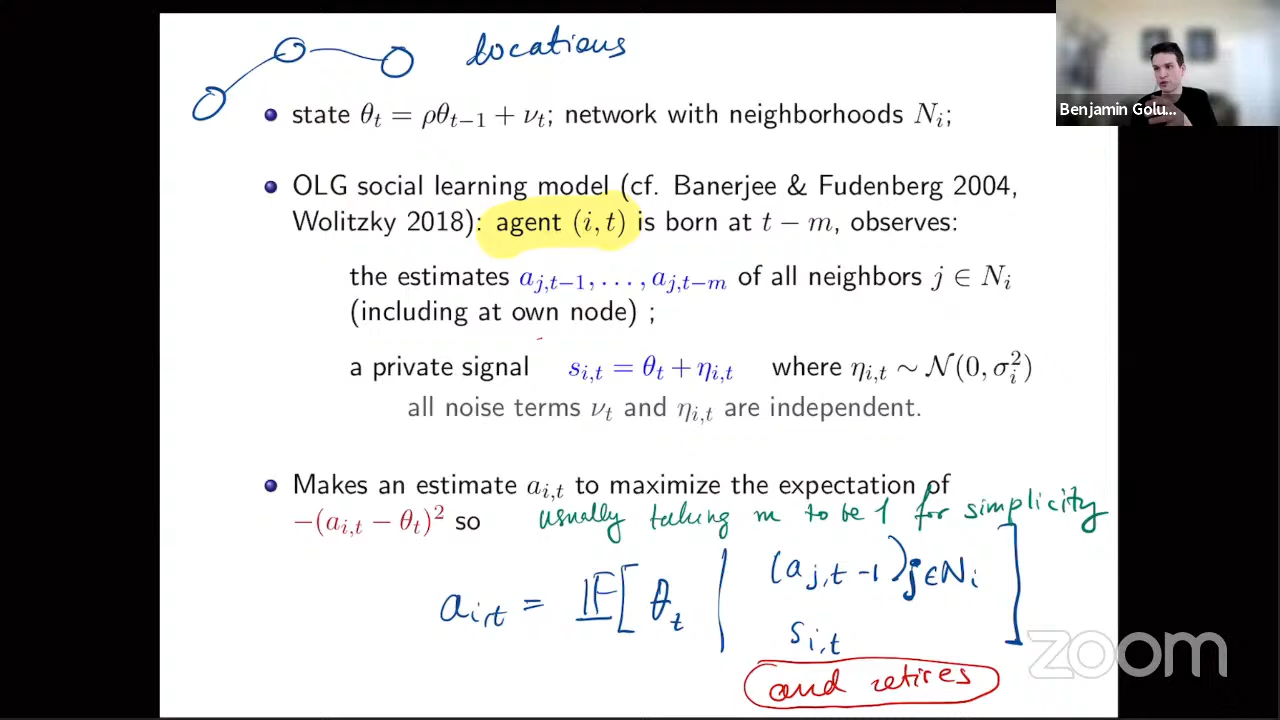 locations
Benjamin Golu...
state θ_t = ρθ_{t−1} + ν_t; network with neighborhoods N_i;
OLG social learning model (cf. Banerjee & Fudenberg 2004,
Wolitzky 2018): agent (i, t) is born at t − m, observes:
the estimates a_{j,t−1}, . . . , a_{j,t−m} of all neighbors j ∈ N_i
(including at own node) ;
a private signal s_{i,t} = θ_t + η_{i,t} where η_{i,t} ∼ 𝒩(0, σ_i^2)
all noise terms ν_t and η_{i,t} are independent.
Makes an estimate a_{i,t} to maximize the expectation of
−(a_{i,t} − θ_t)^2 so
usually taking m to be 1 for simplicity
a_{i,t} = 𝔼[ θ_t | (a_{j,t−1})_{j∈N_i}
s_{i,t} ]
and retires
zoom